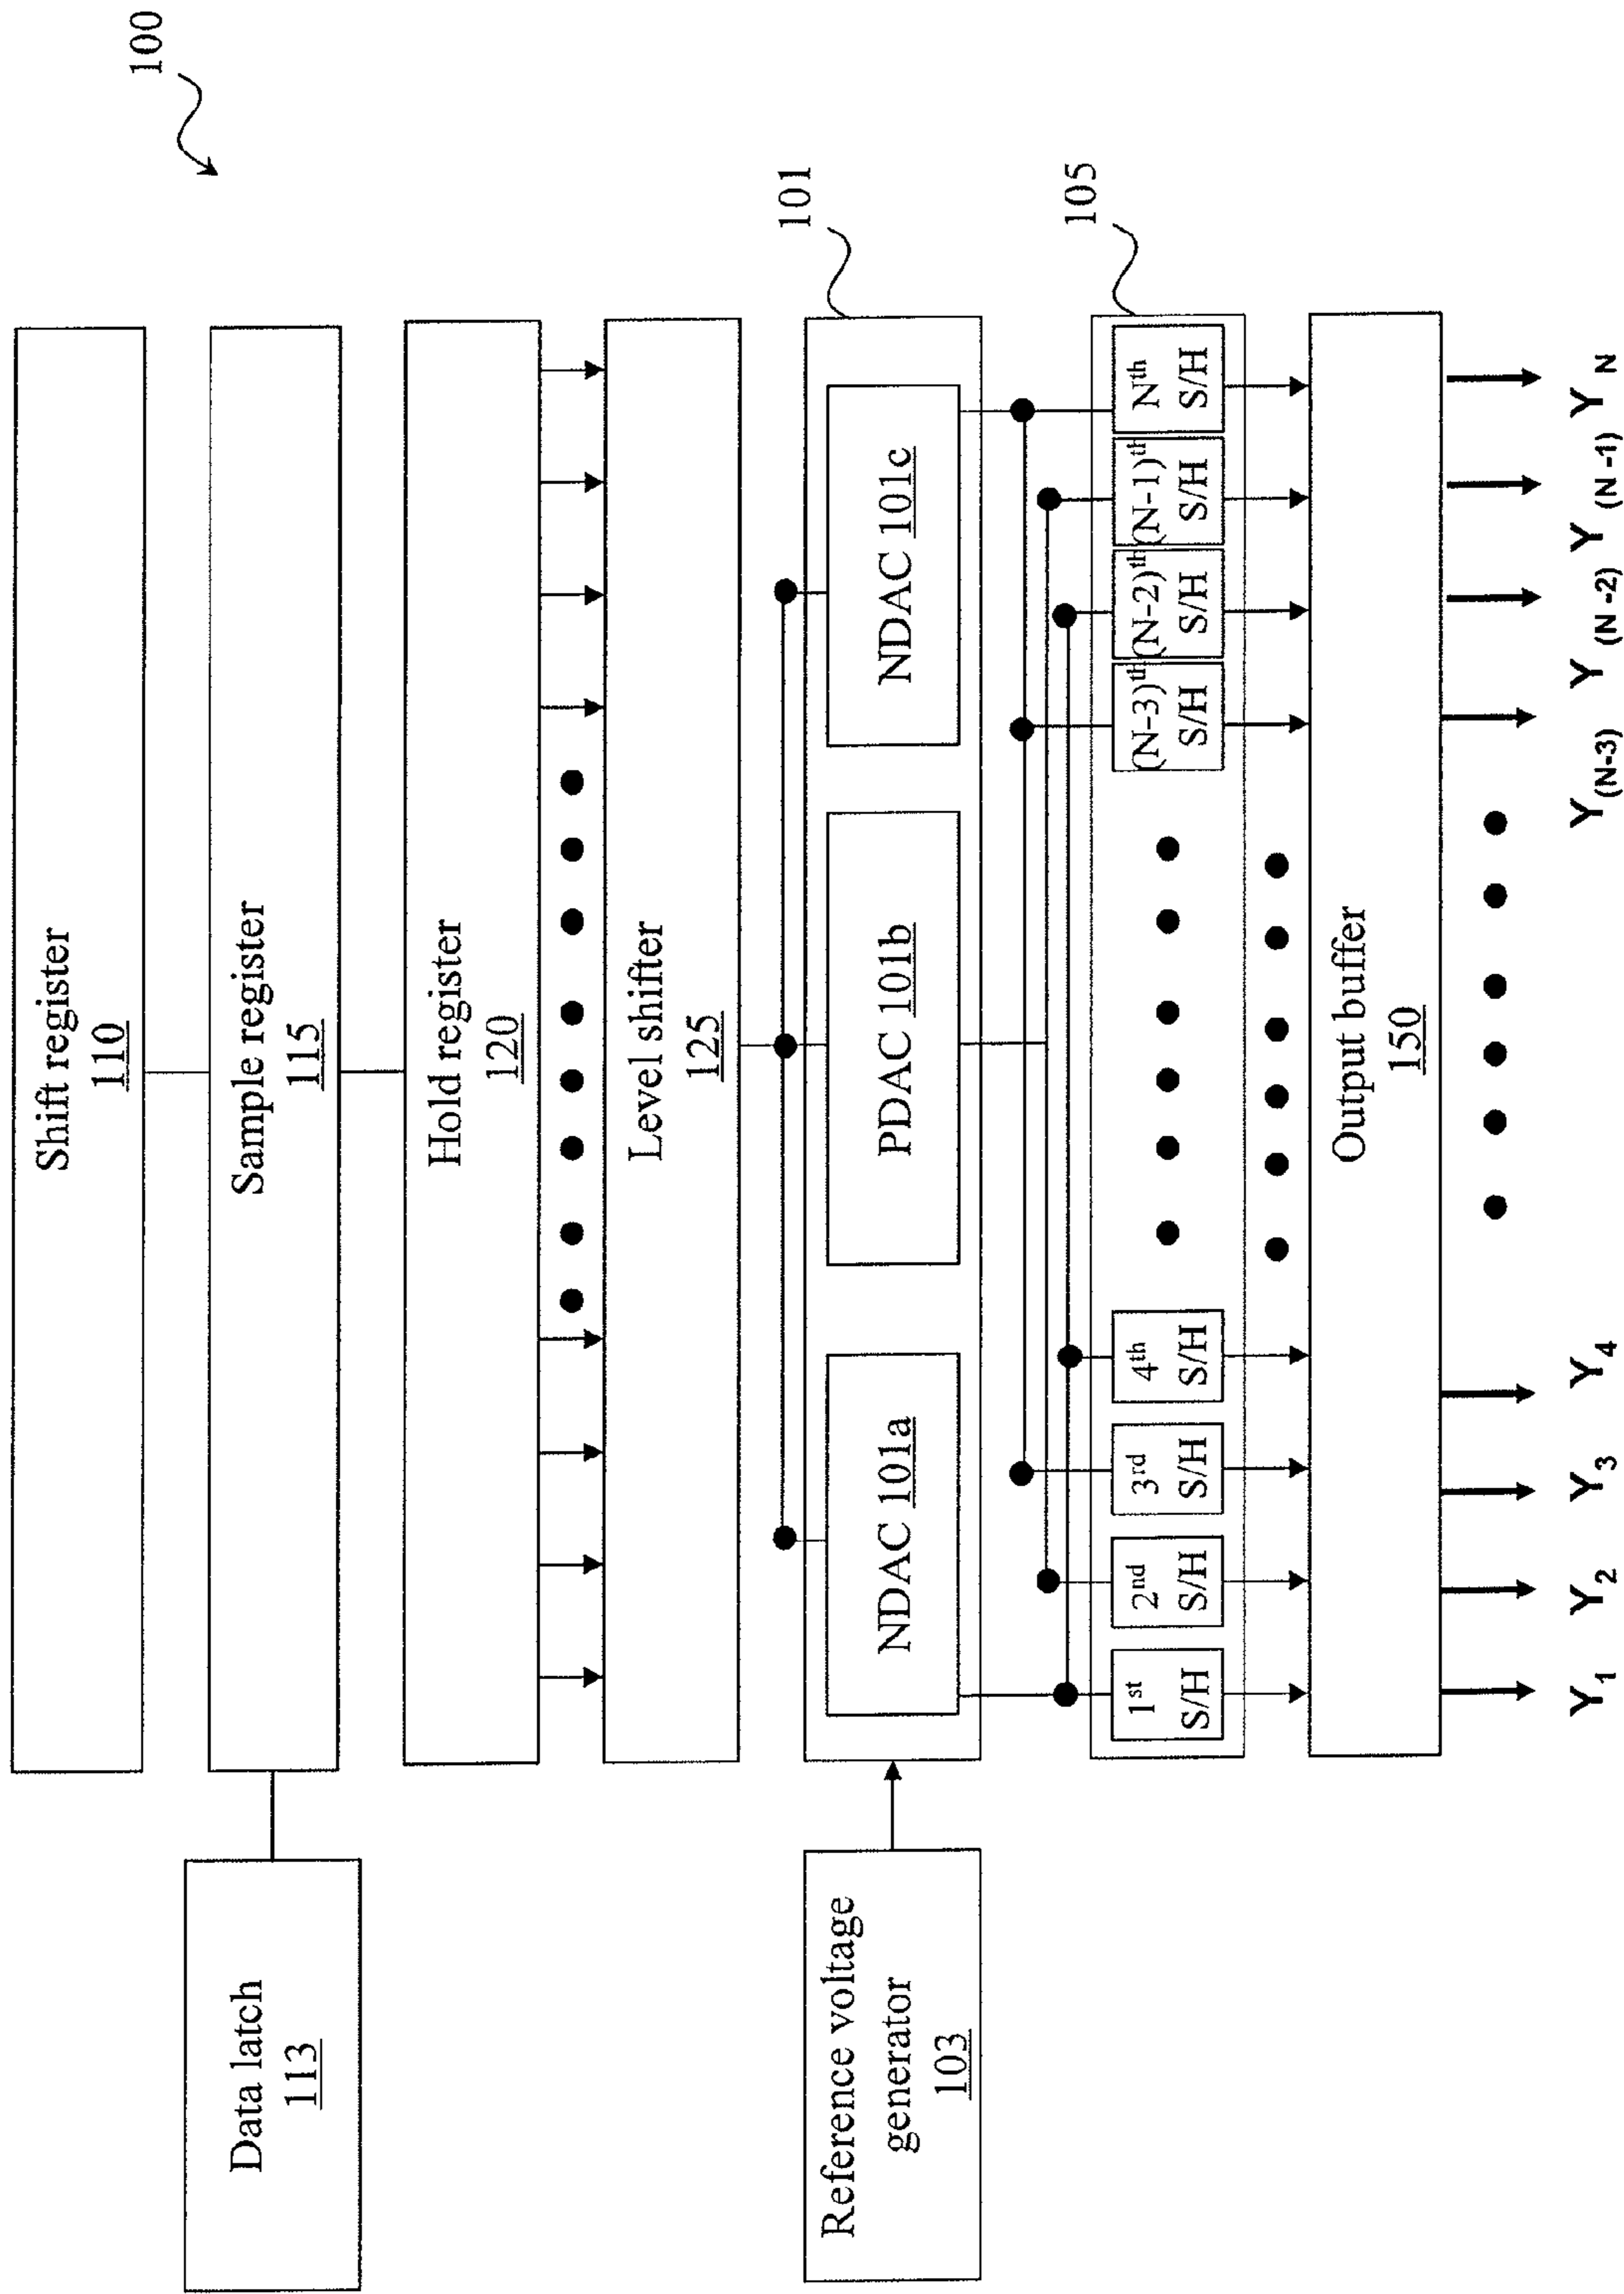 100
Shift register
110
Data latch
113
Sample register
115
Hold register
120
Level shifter
125
101
Reference voltage
generator
103
NDAC 101a
PDAC 101b
NDAC 101c
105
1st
S/H
2nd
S/H
3rd
S/H
4th
S/H
(N-3)th
S/H
(N-2)th
S/H
(N-1)th
S/H
Nth
S/H
Output buffer
150
Y1
Y2
Y3
Y4
Y(N-3)
Y(N-2)
Y(N-1)
YN